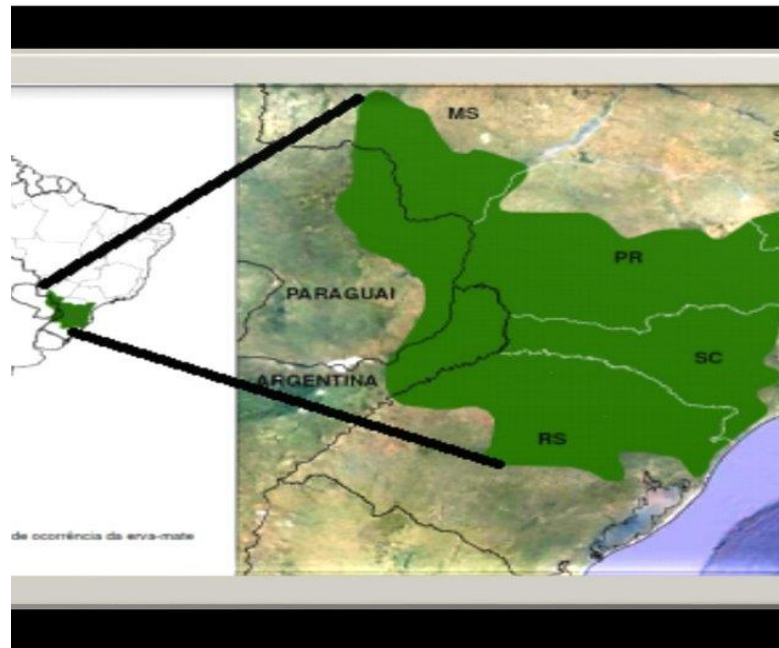 MS
S
PR
PARAGUAI
SC
ARGENTINA
RS
de ocorrência da erva-mate